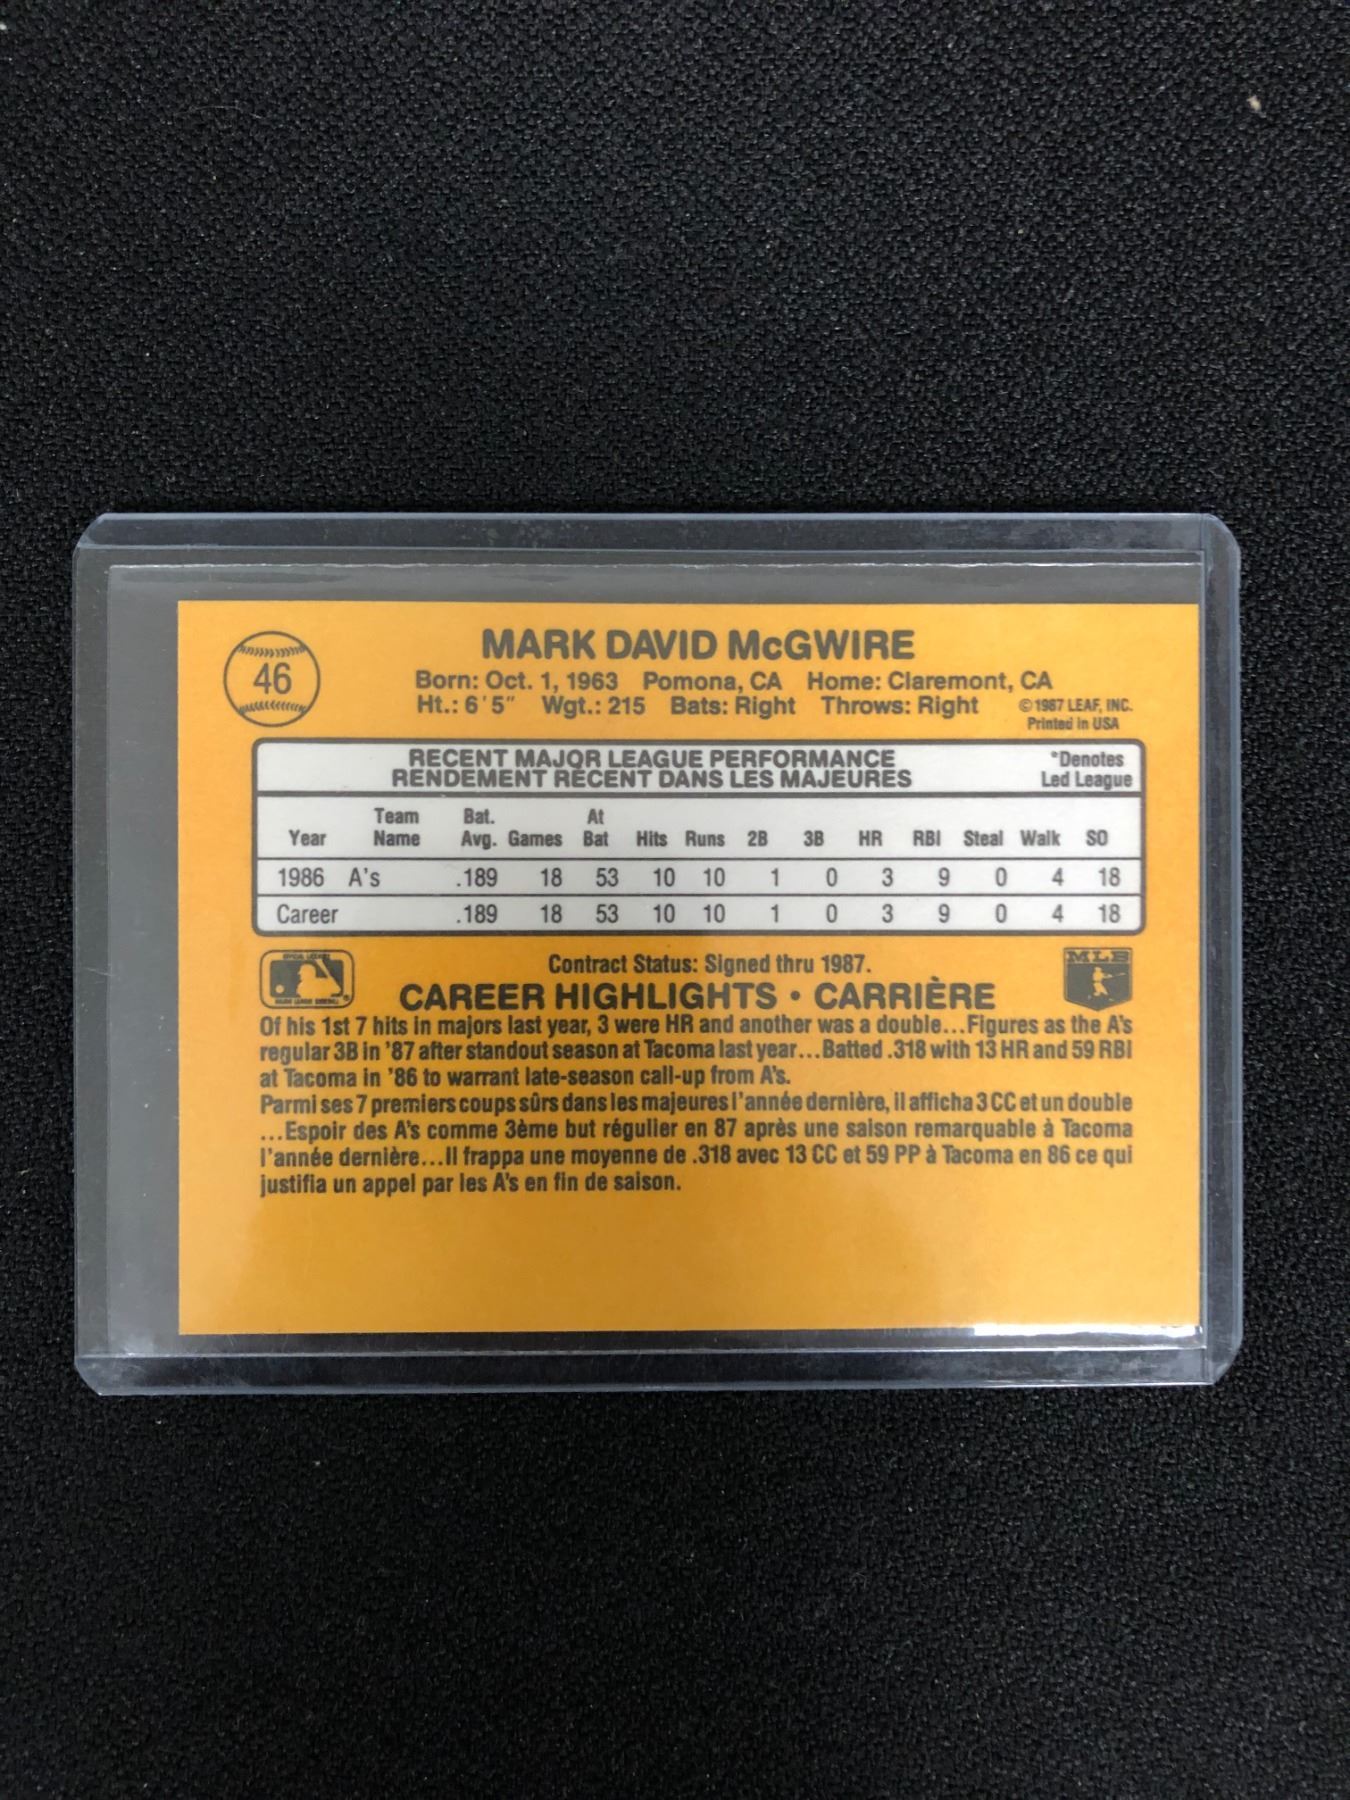 46
MARK DAVID McGWIRE
Born: Oct. 1, 1963 Pomona, CA Home: Claremont, CA
Ht.: 6'5" Wgt.: 215 Bats: Right Throws: Right
© 1987 LEAF, INC.
Printed in USA
RECENT MAJOR LEAGUE PERFORMANCE
RENDEMENT RÉCENT DANS LES MAJEURES
*Denotes
Led League
Year Team Name Bat. Avg. Games At Bat Hits Runs 2B 3B HR RBI Steal Walk SO
1986 A's .189 18 53 10 10 1 0 3 9 0 4 18
Career .189 18 53 10 10 1 0 3 9 0 4 18
MLB
Contract Status: Signed thru 1987.
CAREER HIGHLIGHTS • CARRIÈRE
Of his 1st 7 hits in majors last year, 3 were HR and another was a double...Figures as the A's
regular 3B in '87 after standout season at Tacoma last year...Batted .318 with 13 HR and 59 RBI
at Tacoma in '86 to warrant late-season call-up from A's.
Parmi ses 7 premiers coups sûrs dans les majeures l'année dernière, il afficha 3 CC et un double
...Espoir des A's comme 3ème but régulier en 87 après une saison remarquable à Tacoma
l'année dernière...Il frappa une moyenne de .318 avec 13 CC et 59 PP à Tacoma en 86 ce qui
justifia un appel par les A's en fin de saison.